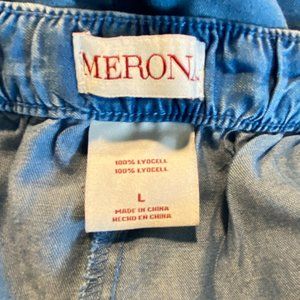 MERONA
100% LYOCELL
100% LYOCELL
L
MADE IN CHINA
HECHO EN CHINA